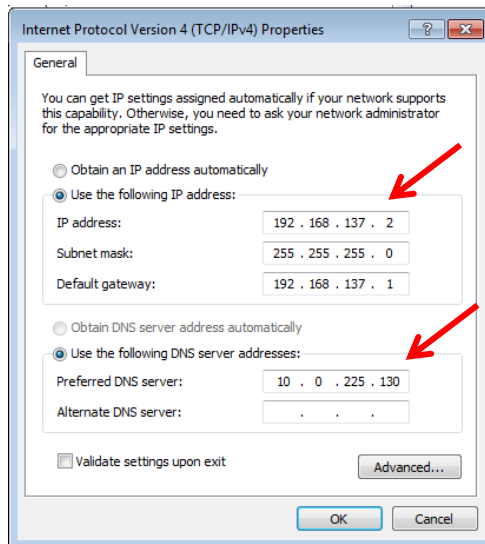 Internet Protocol Version 4 (TCP/IPv4) Properties
General
You can get IP settings assigned automatically if your network supports
this capability. Otherwise, you need to ask your network administrator
for the appropriate IP settings.
Obtain an IP address automatically
Use the following IP address:
IP address: 192 . 168 . 137 . 2
Subnet mask: 255 . 255 . 255 . 0
Default gateway: 192 . 168 . 137 . 1
Obtain DNS server address automatically
Use the following DNS server addresses:
Preferred DNS server: 10 . 0 . 225 . 130
Alternate DNS server: . . .
Validate settings upon exit
Advanced...
OK Cancel